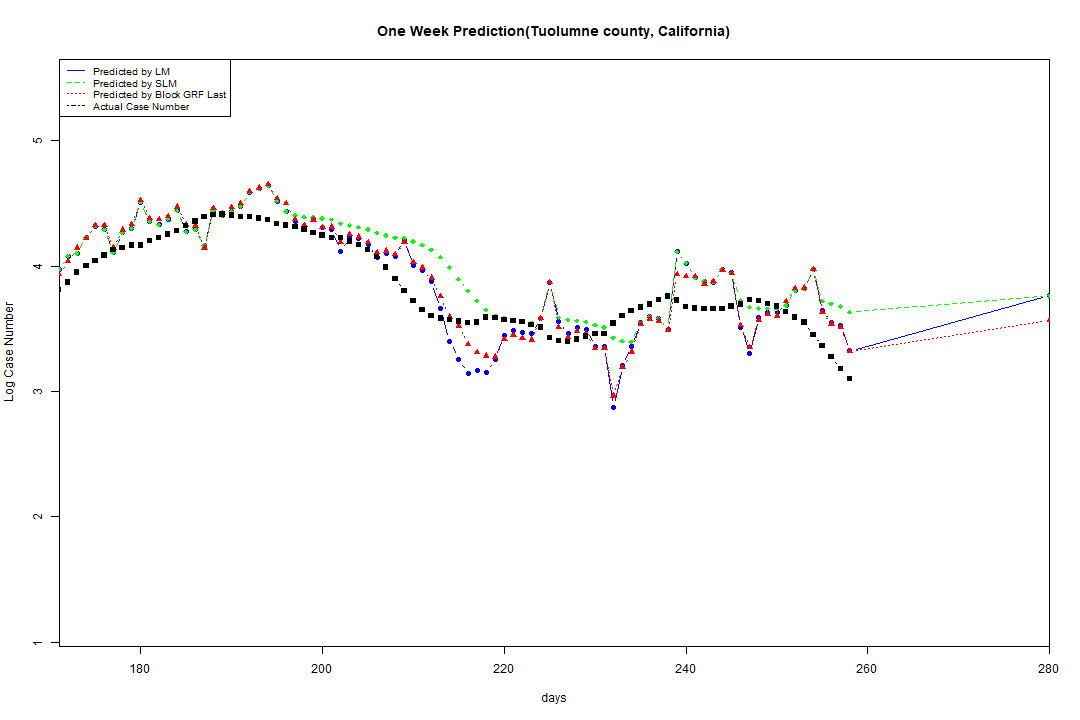 One Week Prediction(Tuolumne county, California)
Predicted by LM
Predicted by SLM
Predicted by Block GRF Last
Actual Case Number
5
4
3
2
1
Log Case Number
180 200 220 240 260 280
days